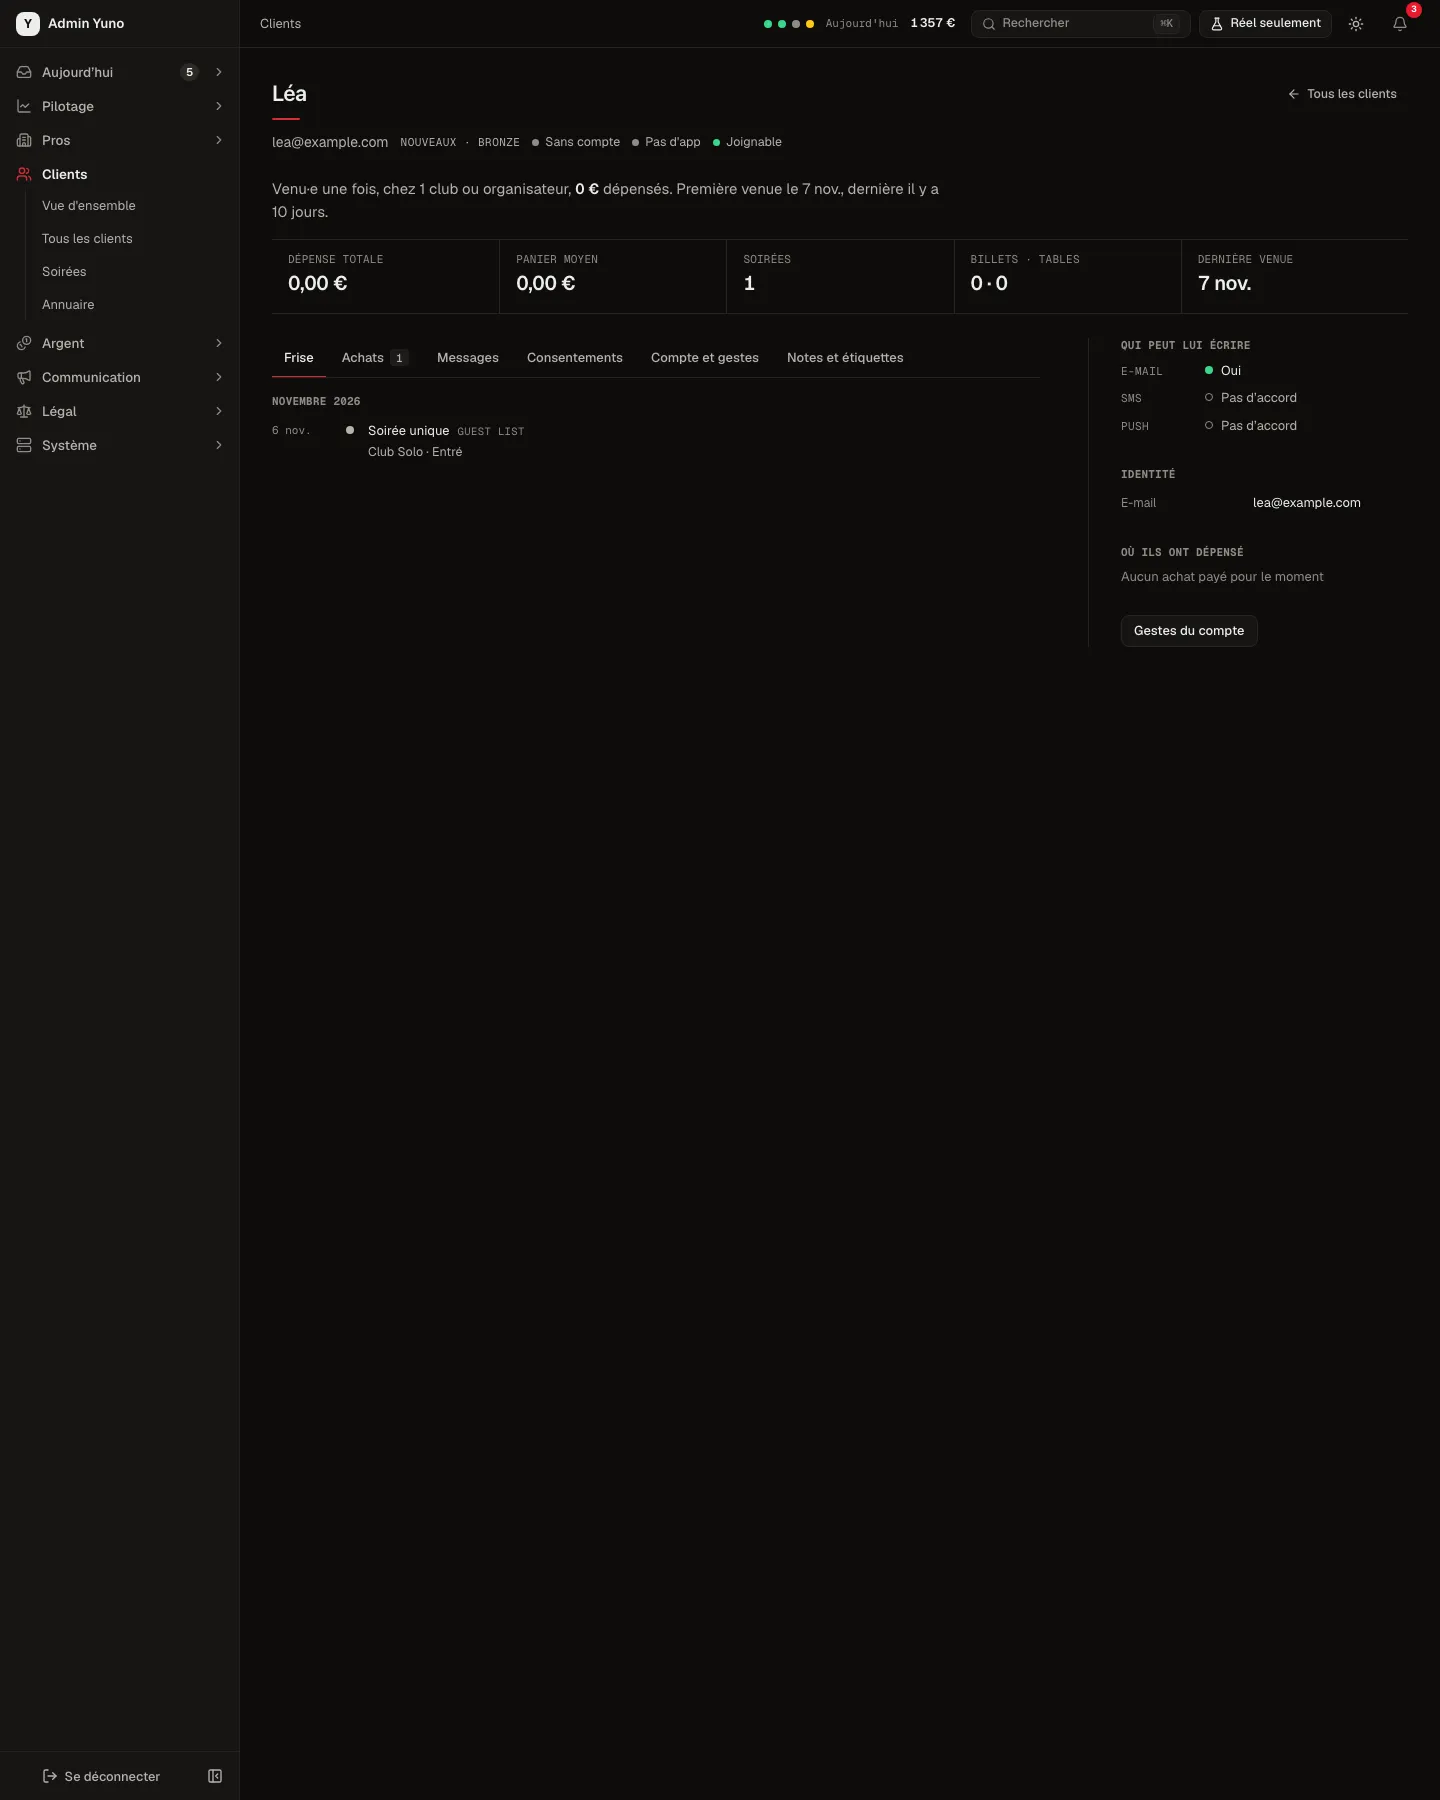 Y Admin Yuno
Clients
Aujourd'hui 1 357 €
Rechercher ⌘K
Réel seulement
3
Aujourd'hui 5
Pilotage
Pros
Clients
Vue d'ensemble
Tous les clients
Soirées
Annuaire
Argent
Communication
Légal
Système
Se déconnecter
Léa
Tous les clients
lea@example.com NOUVEAUX · BRONZE Sans compte Pas d'app Joignable
Venu·e une fois, chez 1 club ou organisateur, 0 € dépensés. Première venue le 7 nov., dernière il y a
10 jours.
DÉPENSE TOTALE
0,00 €
PANIER MOYEN
0,00 €
SOIRÉES
1
BILLETS · TABLES
0 · 0
DERNIÈRE VENUE
7 nov.
Frise Achats 1 Messages Consentements Compte et gestes Notes et étiquettes
NOVEMBRE 2026
6 nov. Soirée unique GUEST LIST
Club Solo · Entré
QUI PEUT LUI ÉCRIRE
E-MAIL Oui
SMS Pas d'accord
PUSH Pas d'accord
IDENTITÉ
E-mail lea@example.com
OÙ ILS ONT DÉPENSÉ
Aucun achat payé pour le moment
Gestes du compte